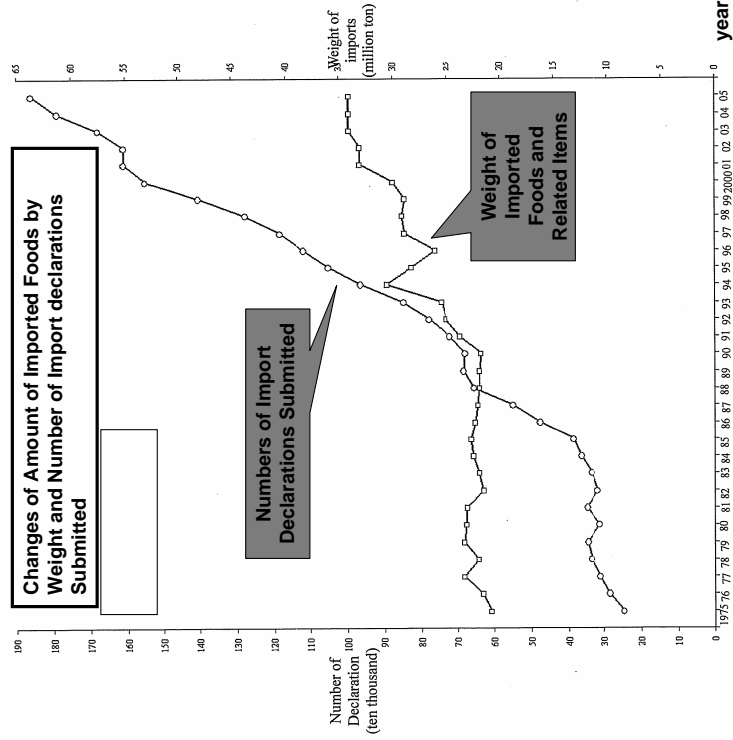 Changes of Amount of Imported Foods by
Weight and Number of Import declarations
Submitted
Numbers of Import
Declarations Submitted
Weight of
Imported
Foods and
Related Items
Number of
Declaration
(ten thousand)
190
180
170
160
150
140
130
120
110
100
90
80
70
60
50
40
30
20
10
Weight of
imports
(million ton)
65
60
55
50
45
40
35
30
25
20
15
10
5
0
1975 76 77 78 79 80 81 82 83 84 85 86 87 88 89 90 91 92 93 94 95 96 97 98 99 2000 01 02 03 04 05
year